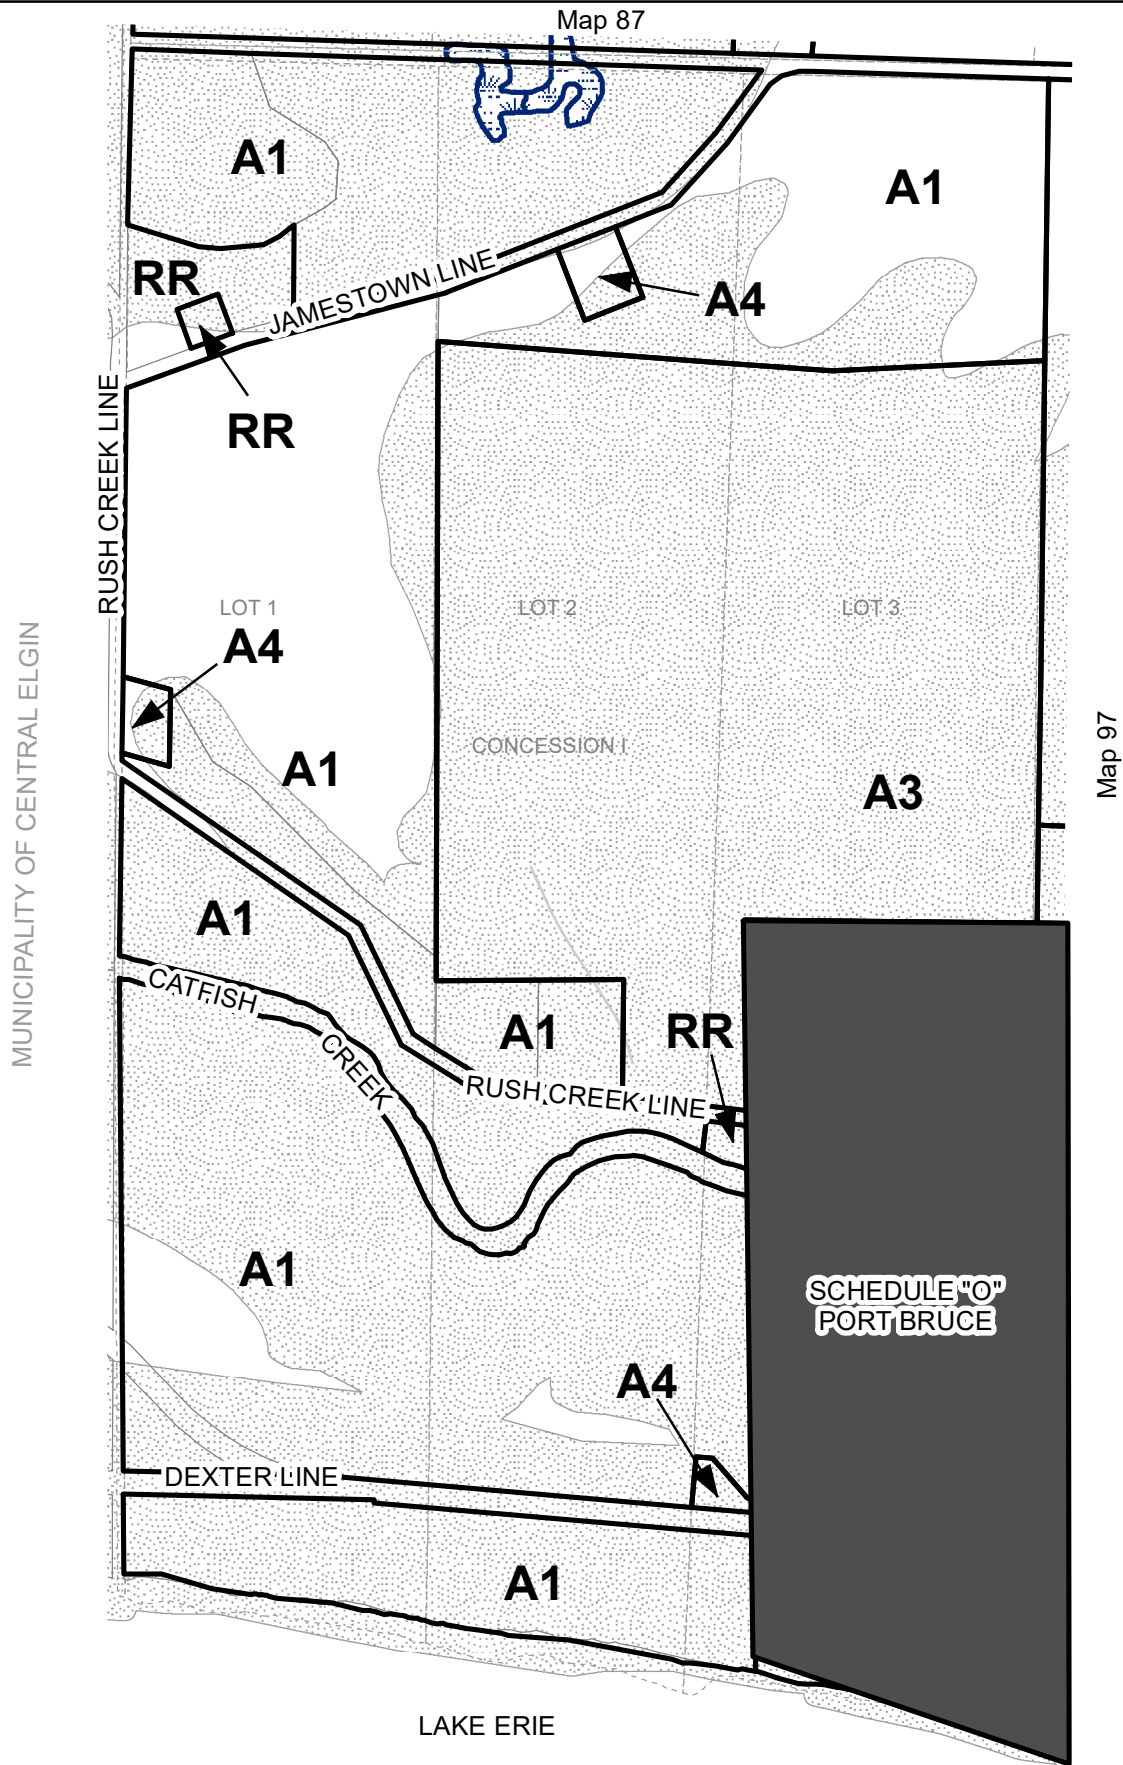 Map 87
A1
A1
RR
JAMESTOWN LINE
A4
RR
RUSH CREEK LINE
LOT 1
LOT 2
LOT 3
A4
MUNICIPALITY OF CENTRAL ELGIN
CONCESSION I
Map 97
A1
A3
A1
CATFISH
CREEK
A1
RR
RUSH CREEK LINE
A1
SCHEDULE "O"
PORT BRUCE
A4
DEXTER LINE
A1
LAKE ERIE